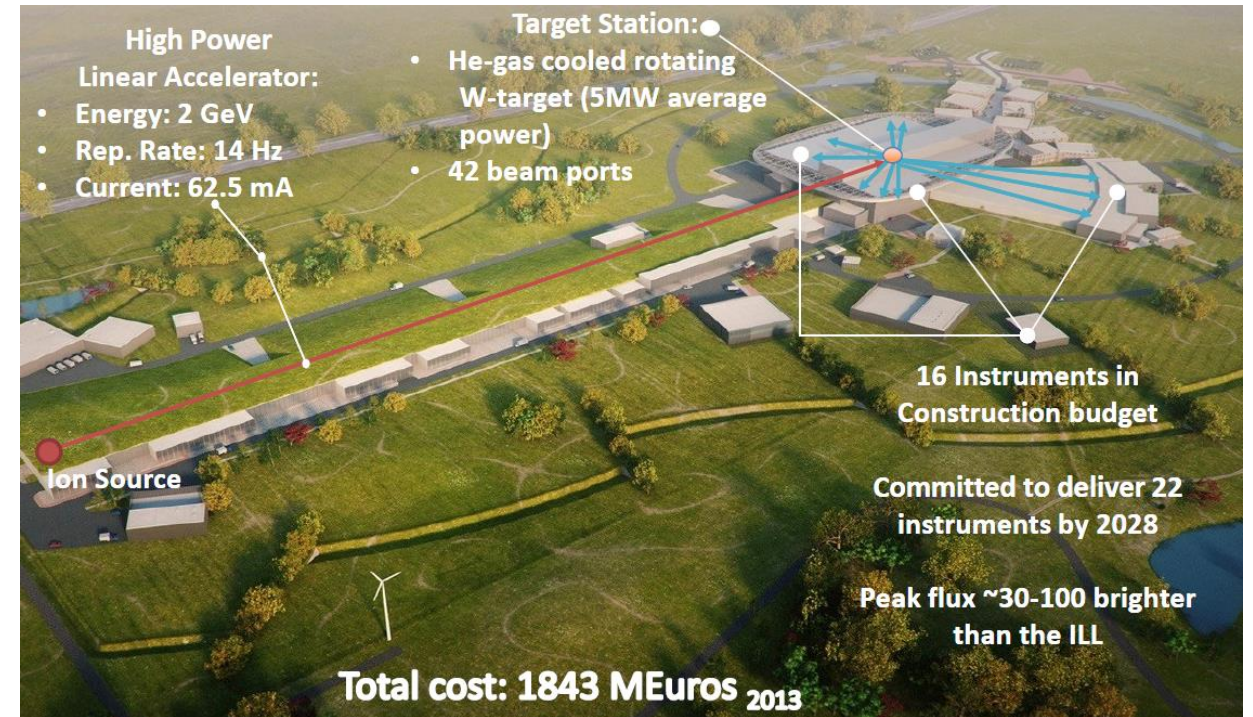 High Power
Linear Accelerator:
• Energy: 2 GeV
• Rep. Rate: 14 Hz
• Current: 62.5 mA
Target Station:
• He-gas cooled rotating
W-target (5MW average
power)
• 42 beam ports
Ion Source
16 Instruments in
Construction budget
Committed to deliver 22
instruments by 2028
Peak flux ~30-100 brighter
than the ILL
Total cost: 1843 MEuros 2013